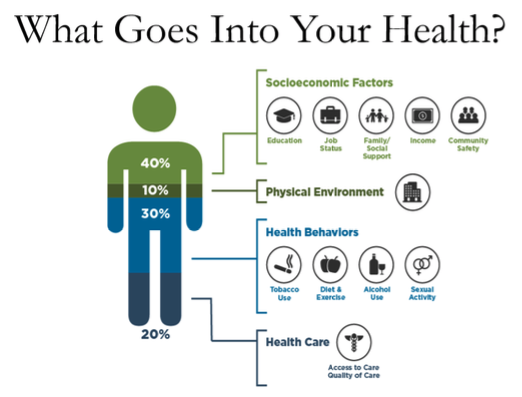 What Goes Into Your Health?
Socioeconomic Factors
Education
Job
Status
Family/
Social
Support
Income
Community
Safety
40%
10%
Physical Environment
30%
Health Behaviors
Tobacco
Use
Diet &
Exercise
Alcohol
Use
Sexual
Activity
20%
Health Care
Access to Care
Quality of Care